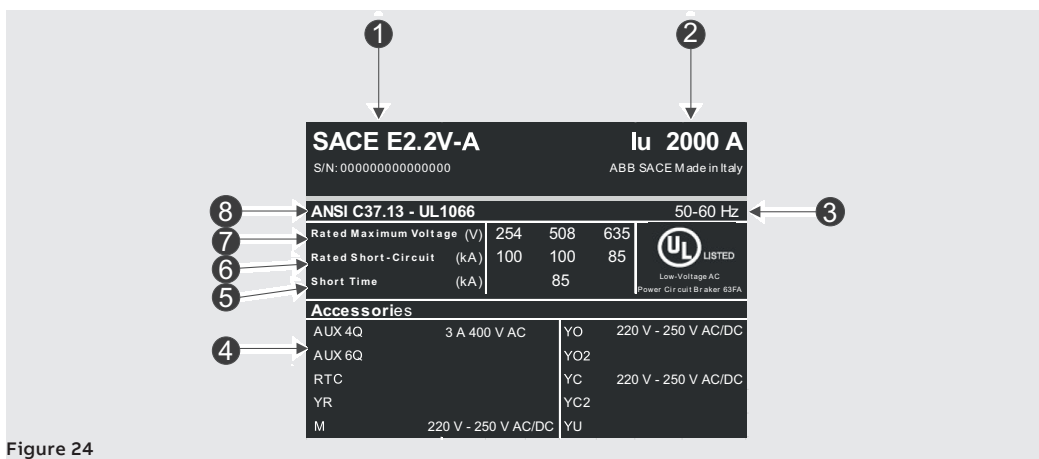 1 2
SACE E2.2V-A Iu 2000 A
S/N: 000000000000000 ABB SACE Made in Italy
8 ANSI C37.13 - UL1066 50-60 Hz 3
7 Rated Maximum Voltage (V) 254 508 635
6 Rated Short-Circuit (kA) 100 100 85
UL LISTED
5 Short Time (kA) 85
Low-Voltage AC
Power Circuit Braker 63FA
Accessories
AUX 4Q 3 A 400 V AC YO 220 V - 250 V AC/DC
4 AUX 6Q YO2
RTC YC 220 V - 250 V AC/DC
YR YC2
M 220 V - 250 V AC/DC YU
Figure 24